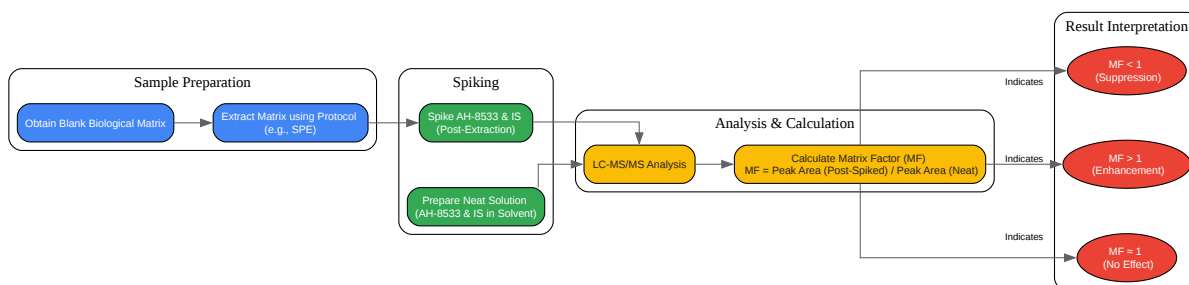 Sample Preparation
Obtain Blank Biological Matrix
Extract Matrix using Protocol
(e.g., SPE)
Spiking
Spike AH-8533 & IS
(Post-Extraction)
Prepare Neat Solution
(AH-8533 & IS in Solvent)
Analysis & Calculation
LC-MS/MS Analysis
Calculate Matrix Factor (MF)
MF = Peak Area (Post-Spiked) / Peak Area (Neat)
Indicates
Indicates
Indicates
Result Interpretation
MF < 1
(Suppression)
MF > 1
(Enhancement)
MF ≈ 1
(No Effect)